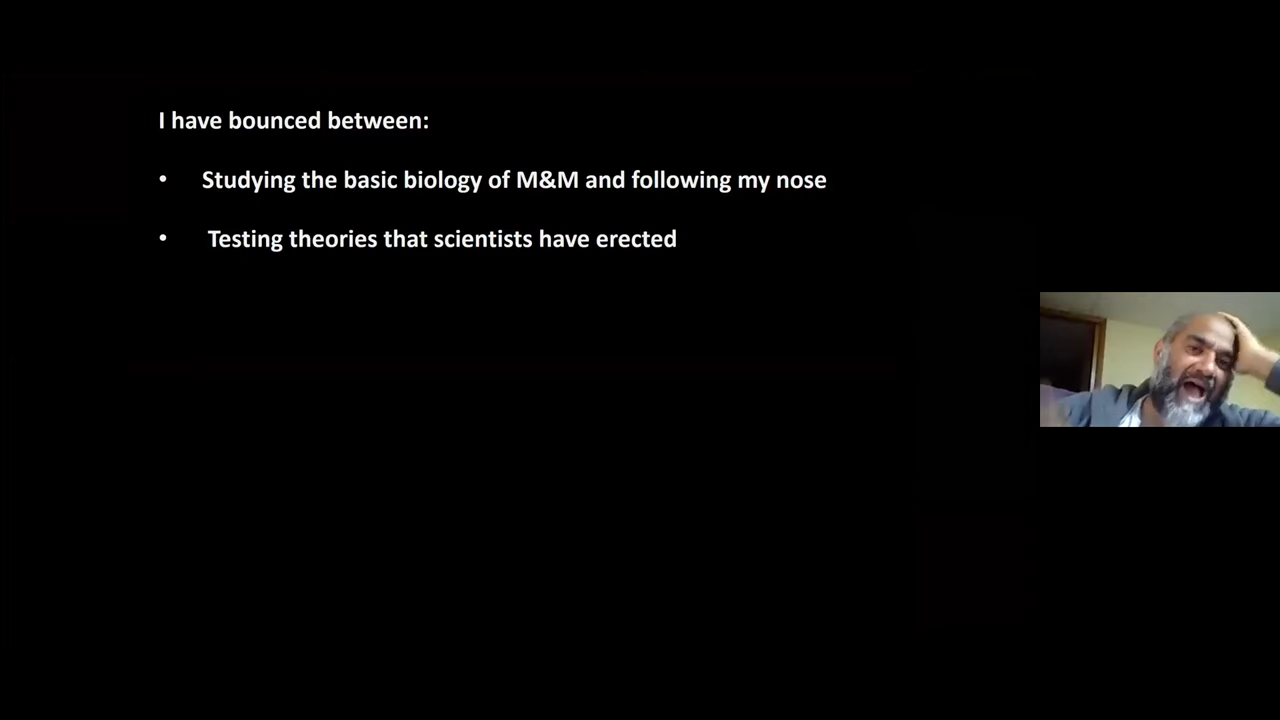 I have bounced between:
• Studying the basic biology of M&M and following my nose
• Testing theories that scientists have erected